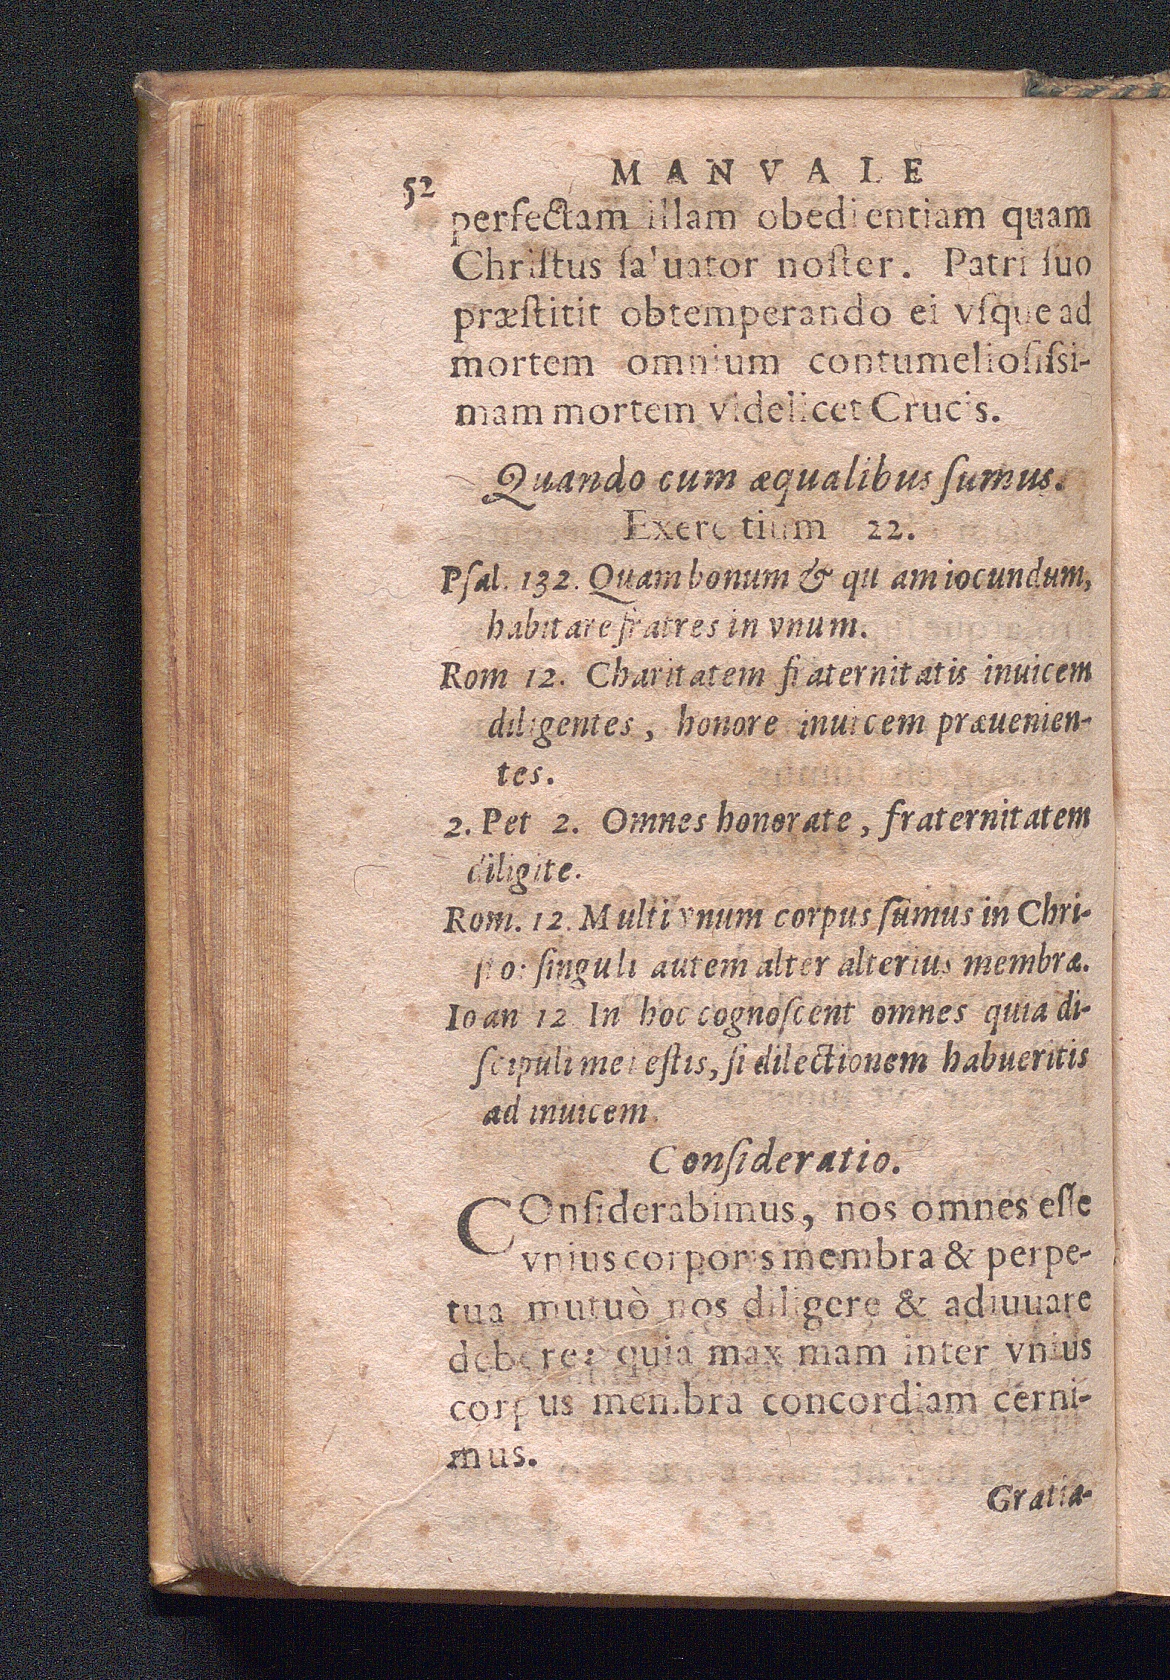 52 MANVALE
perfectam illam obedientiam quam
Chriſtus ſaluator noſter. Patri ſuo
præſtitit obtemperando ei vſque ad
mortem omnium contumelioſiſsi-
mam mortem videlicet Crucis.
Quando cum æqualibus ſumus.
Exercitium 22.
Pſal. 132. Quam bonum & quam iocundum,
habitare fratres in vnum.
Rom 12. Charitatem fraternitatis inuicem
diligentes, honore inuicem præuenien-
tes.
2. Pet 2. Omnes honorate, fraternitatem
diligite.
Rom. 12. Multi vnum corpus ſumus in Chri-
ſto: ſinguli autem alter alterius membra.
Ioan 12 In hoc cognoſcent omnes quia di-
ſcipuli mei eſtis, ſi dilectionem habueritis
ad inuicem.
Conſideratio.
COnſiderabimus, nos omnes eſſe
vnius corporis membra & perpe-
tua mutuò nos diligere & adiuuare
debere: quia maximam inter vnius
corpus membra concordiam cerni-
mus.
Gratia-